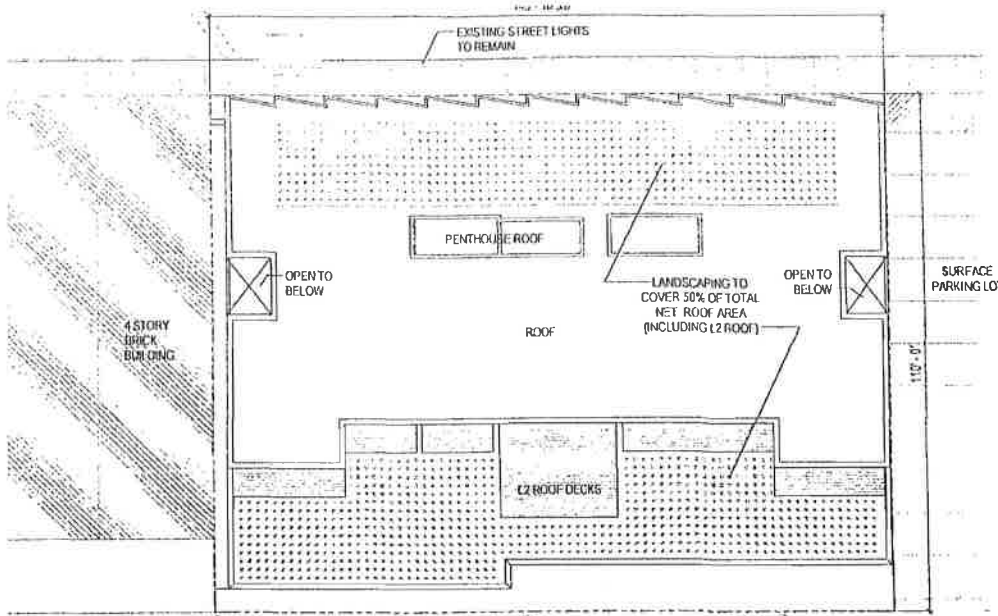 EXISTING STREET LIGHTS
TO REMAIN
PENTHOUSE ROOF
OPEN TO
BELOW
LANDSCAPING TO
COVER 50% OF TOTAL
NET ROOF AREA
(INCLUDING L2 ROOF)
OPEN TO
BELOW
SURFACE
PARKING LOT
4 STORY
BRICK
BUILDING
ROOF
110' - 0"
L2 ROOF DECKS